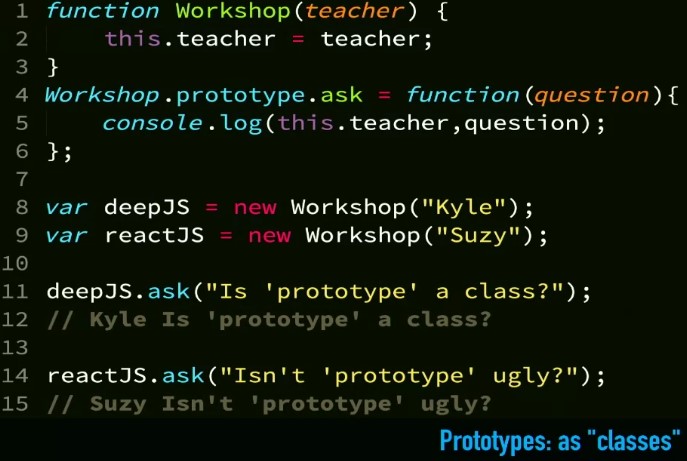 1 function Workshop(teacher) {
2     this.teacher = teacher;
3 }
4 Workshop.prototype.ask = function(question){
5     console.log(this.teacher,question);
6 };
7
8 var deepJS = new Workshop("Kyle");
9 var reactJS = new Workshop("Suzy");
10
11 deepJS.ask("Is 'prototype' a class?");
12 // Kyle Is 'prototype' a class?
13
14 reactJS.ask("Isn't 'prototype' ugly?");
15 // Suzy Isn't 'prototype' ugly?
Prototypes: as "classes"